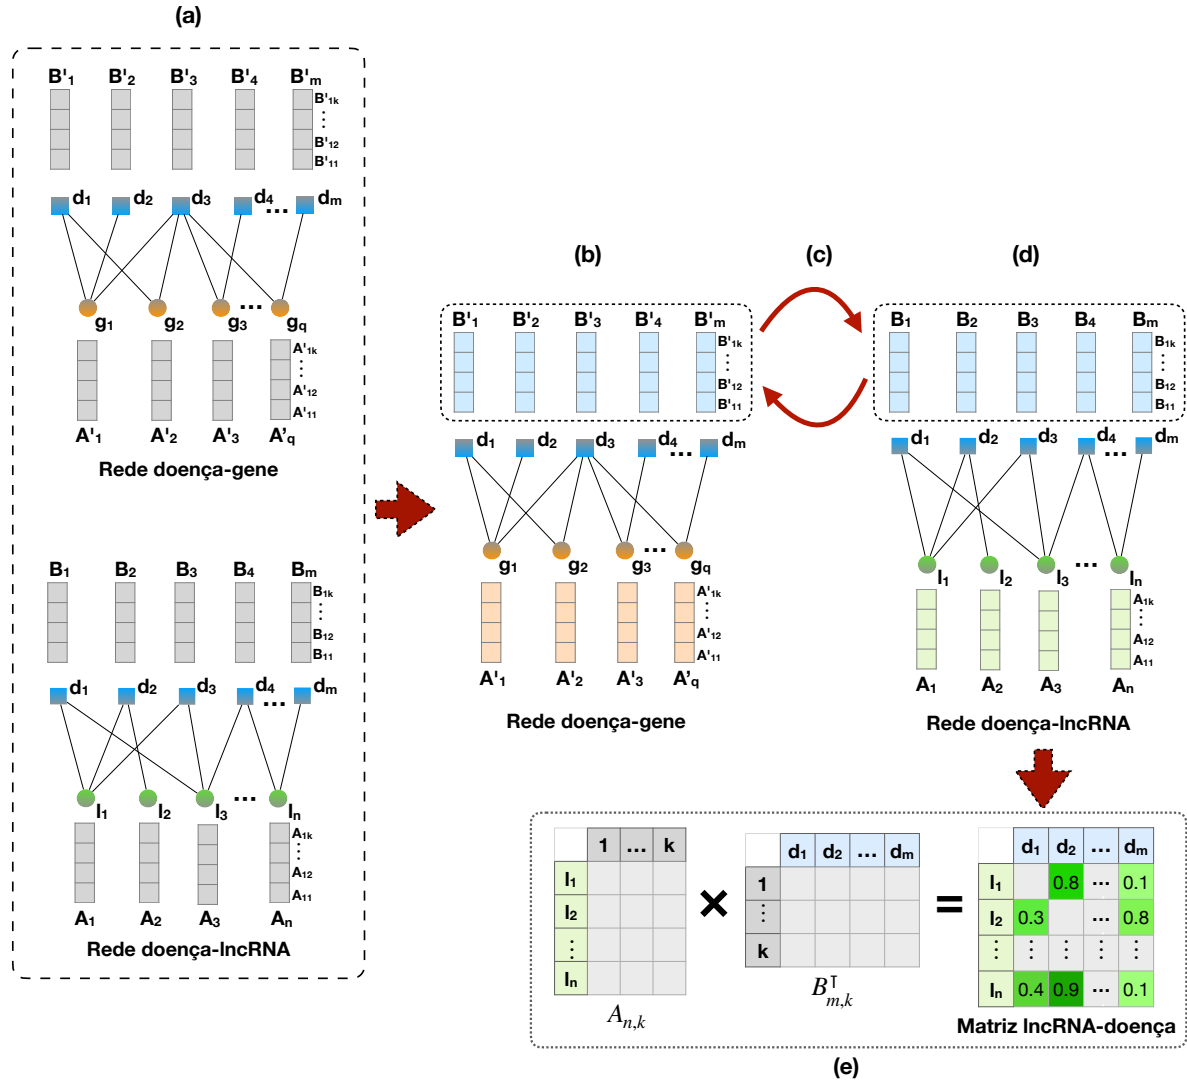 (a)
B'1 B'2 B'3 B'4 B'm
B'1k
⋮
B'12
B'11
d1 d2 d3 d4 ... dm
g1 g2 g3 ... gq
A'1k
⋮
A'12
A'11
A'1 A'2 A'3 A'q
Rede doença-gene
B1 B2 B3 B4 Bm
B1k
⋮
B12
B11
d1 d2 d3 d4 ... dm
l1 l2 l3 ... ln
A1k
⋮
A12
A11
A1 A2 A3 An
Rede doença-lncRNA
(b)
B'1 B'2 B'3 B'4 B'm
B'1k
⋮
B'12
B'11
d1 d2 d3 d4 ... dm
g1 g2 g3 ... gq
A'1k
⋮
A'12
A'11
A'1 A'2 A'3 A'q
Rede doença-gene
(c)
(d)
B1 B2 B3 B4 Bm
B1k
⋮
B12
B11
d1 d2 d3 d4 ... dm
l1 l2 l3 ... ln
A1k
⋮
A12
A11
A1 A2 A3 An
Rede doença-lncRNA
1 ... k
l1
l2
⋮
ln
An,k
×
d1 d2 ... dm
1
⋮
k
B⊺m,k
=
d1 d2 ... dm
l1 0.8 ... 0.1
l2 0.3 ... 0.8
⋮ ⋮ ⋮ ⋮ ⋮
ln 0.4 0.9 ... 0.1
Matriz lncRNA-doença
(e)